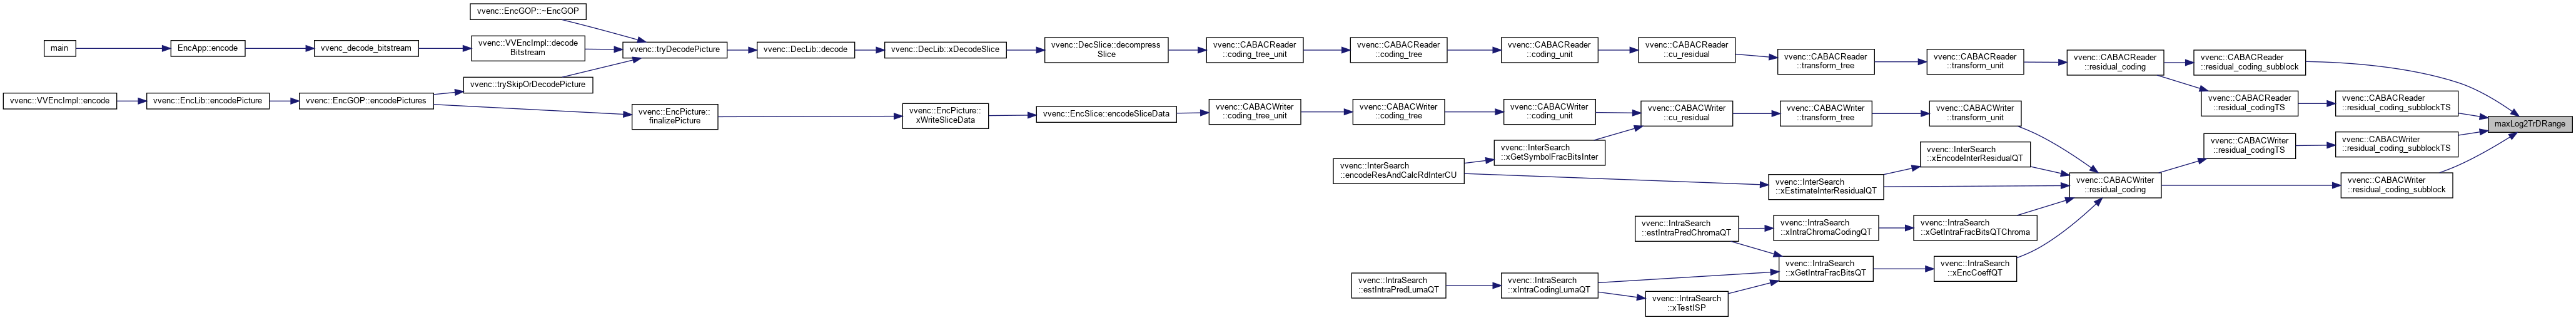 vvenc::EncGOP::~EncGOP
main
EncApp::encode
vvenc_decode_bitstream
vvenc::VVEncImpl::decode
Bitstream
vvenc::tryDecodePicture
vvenc::DecLib::decode
vvenc::DecLib::xDecodeSlice
vvenc::DecSlice::decompress
Slice
vvenc::CABACReader
::coding_tree_unit
vvenc::CABACReader
::coding_tree
vvenc::CABACReader
::coding_unit
vvenc::CABACReader
::cu_residual
vvenc::CABACReader
::transform_tree
vvenc::CABACReader
::transform_unit
vvenc::CABACReader
::residual_coding
vvenc::CABACReader
::residual_coding_subblock
vvenc::trySkipOrDecodePicture
vvenc::VVEncImpl::encode
vvenc::EncLib::encodePicture
vvenc::EncGOP::encodePictures
vvenc::EncPicture::
finalizePicture
vvenc::EncPicture::
xWriteSliceData
vvenc::EncSlice::encodeSliceData
vvenc::CABACWriter
::coding_tree_unit
vvenc::CABACWriter
::coding_tree
vvenc::CABACWriter
::coding_unit
vvenc::CABACWriter
::cu_residual
vvenc::CABACWriter
::transform_tree
vvenc::CABACWriter
::transform_unit
vvenc::CABACReader
::residual_codingTS
vvenc::CABACReader
::residual_coding_subblockTS
maxLog2TrDRange
vvenc::CABACWriter
::residual_codingTS
vvenc::CABACWriter
::residual_coding_subblockTS
vvenc::InterSearch
::xGetSymbolFracBitsInter
vvenc::InterSearch
::xEncodeInterResidualQT
vvenc::InterSearch
::encodeResAndCalcRdInterCU
vvenc::InterSearch
::xEstimateInterResidualQT
vvenc::CABACWriter
::residual_coding
vvenc::CABACWriter
::residual_coding_subblock
vvenc::IntraSearch
::estIntraPredChromaQT
vvenc::IntraSearch
::xIntraChromaCodingQT
vvenc::IntraSearch
::xGetIntraFracBitsQTChroma
vvenc::IntraSearch
::xGetIntraFracBitsQT
vvenc::IntraSearch
::xEncCoeffQT
vvenc::IntraSearch
::estIntraPredLumaQT
vvenc::IntraSearch
::xIntraCodingLumaQT
vvenc::IntraSearch
::xTestISP